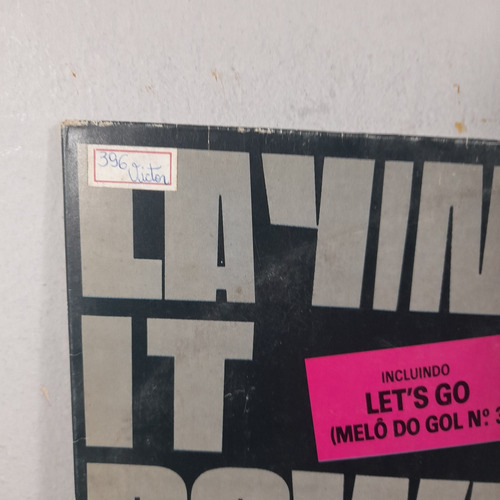 396 Victor
LAYIN
IT
INCLUINDO
LET'S GO
(MELÔ DO GOL Nº 3